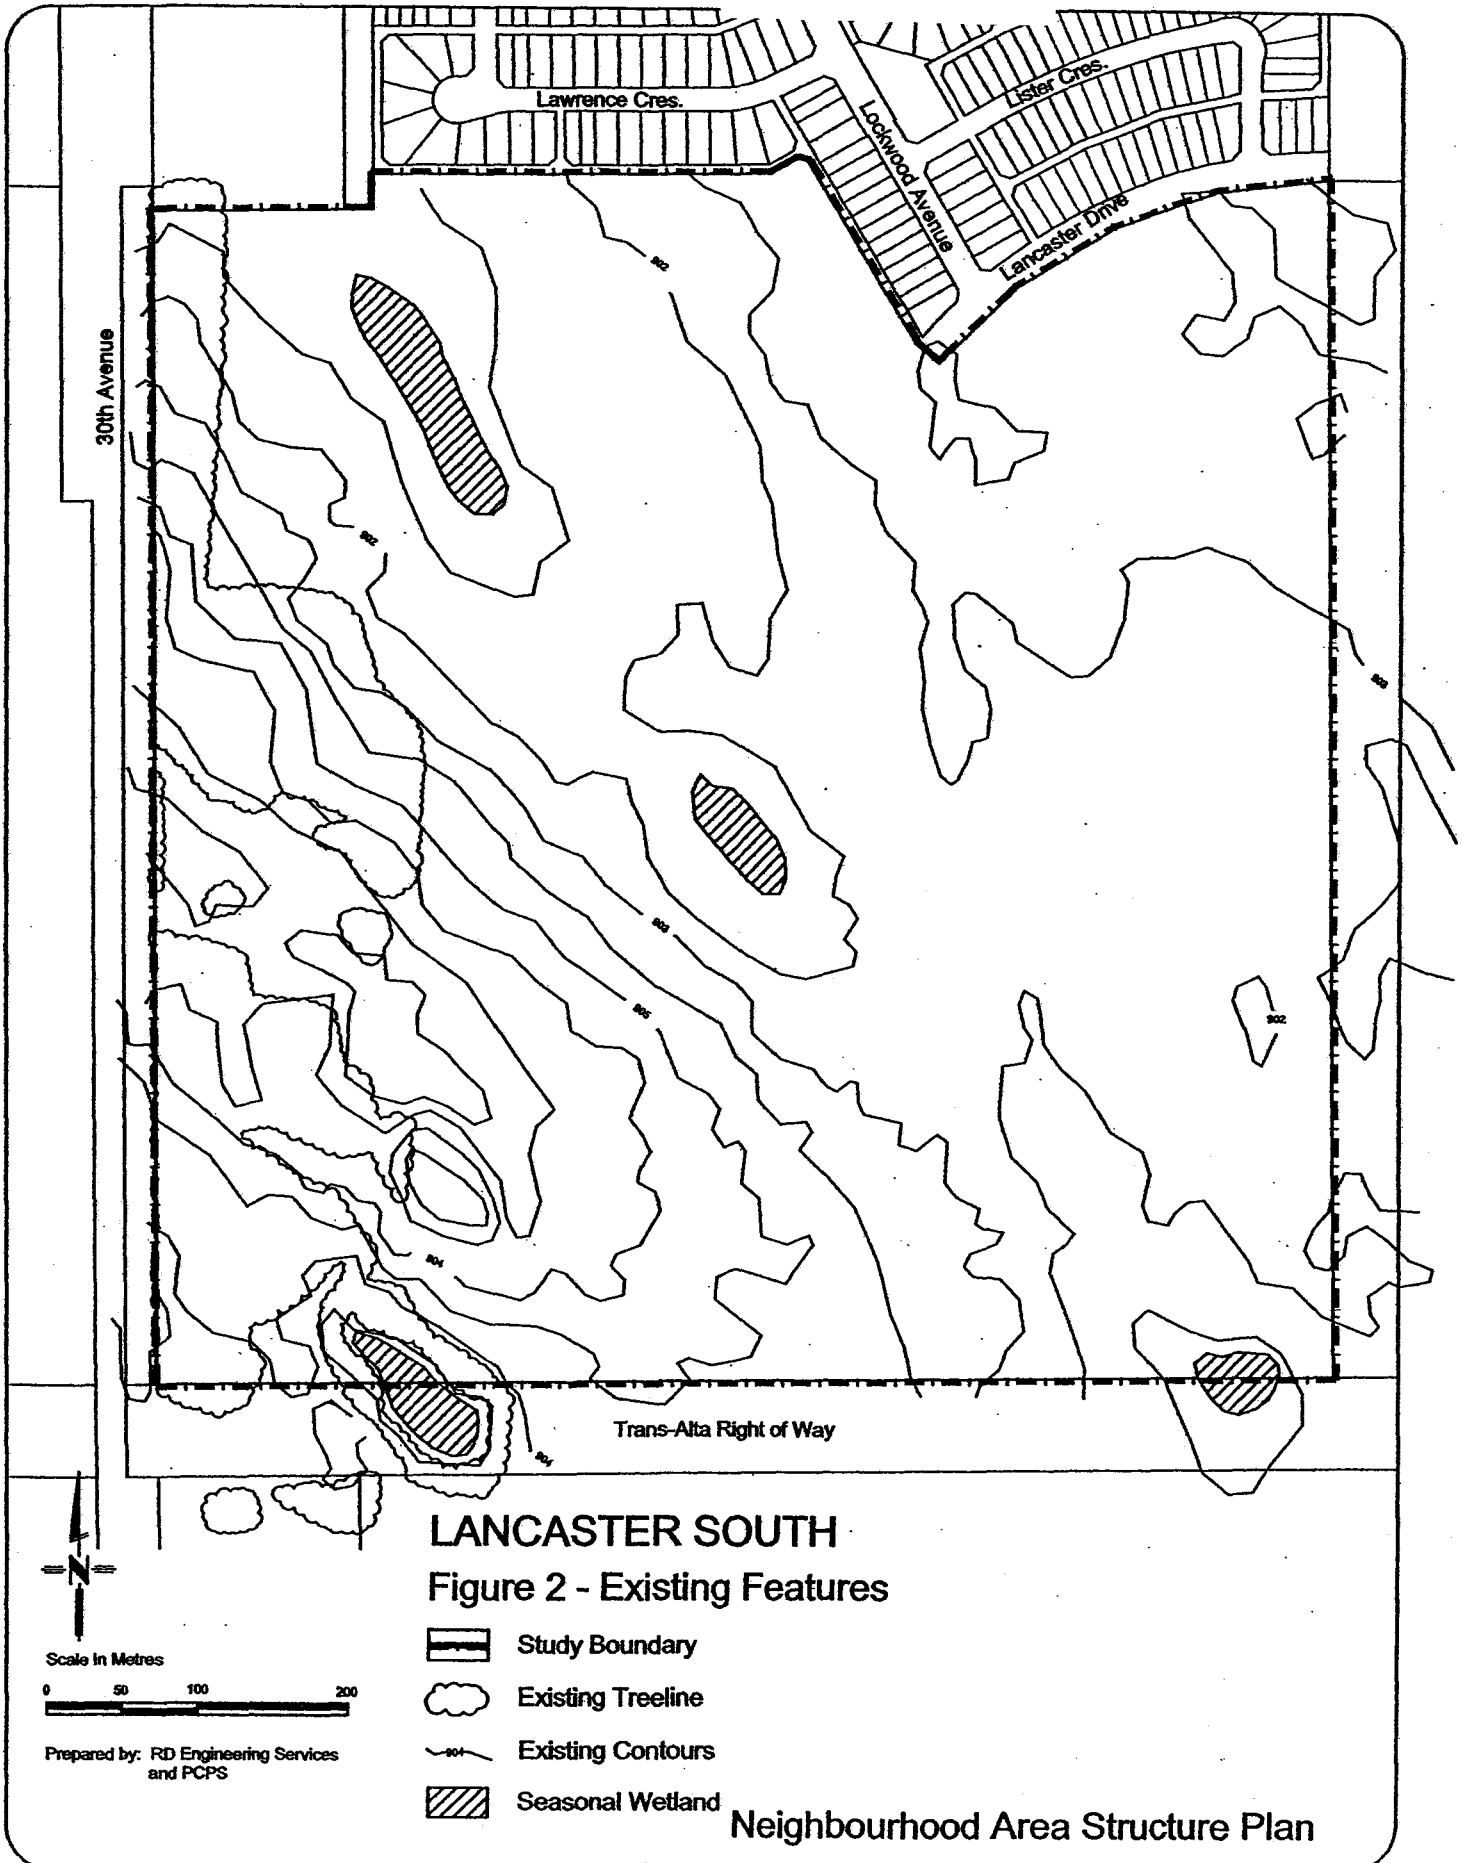 Lawrence Cres.
Lister Cres.
Lockwood Avenue
Lancaster Drive
30th Avenue
902
902
903
903
905
902
904
904
Trans-Alta Right of Way
N
LANCASTER SOUTH
Figure 2 - Existing Features
Study Boundary
Existing Treeline
904
Existing Contours
Seasonal Wetland
Scale in Metres
0 50 100 200
Prepared by: RD Engineering Services
and PCPS
Neighbourhood Area Structure Plan